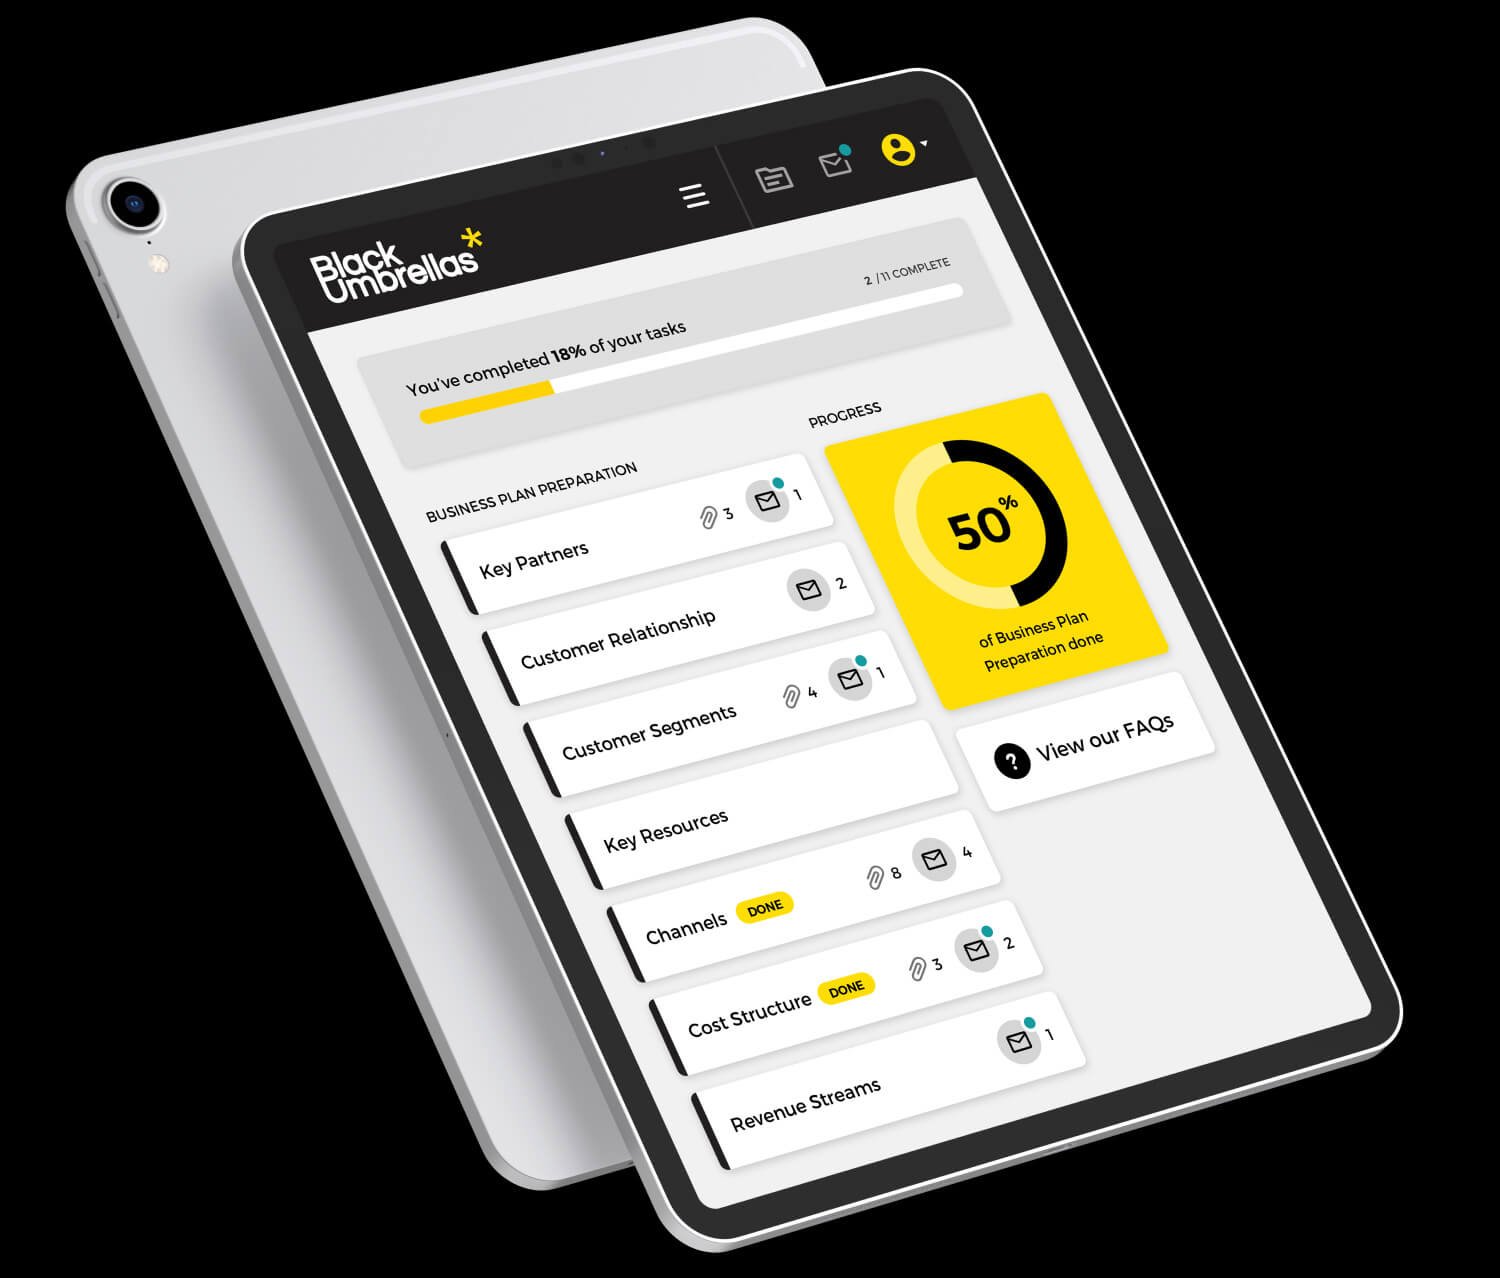 Black
Umbrellas*
2 / 11 COMPLETE
You've completed 18% of your tasks
BUSINESS PLAN PREPARATION
Key Partners 3 1
Customer Relationship 2
Customer Segments 4 1
Key Resources
Channels DONE 8 4
Cost Structure DONE 3 2
Revenue Streams 1
PROGRESS
50%
of Business Plan
Preparation done
? View our FAQs